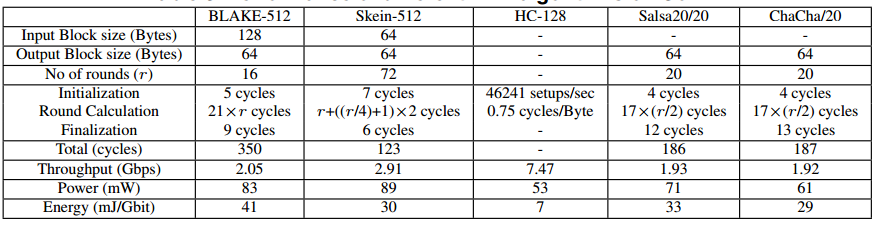 BLAKE-512 Skein-512 HC-128 Salsa20/20 ChaCha/20
Input Block size (Bytes) 128 64 - - -
Output Block size (Bytes) 64 64 - 64 64
No of rounds (r) 16 72 - 20 20
Initialization 5 cycles 7 cycles 46241 setups/sec 4 cycles 4 cycles
Round Calculation 21×r cycles r+((r/4)+1)×2 cycles 0.75 cycles/Byte 17×(r/2) cycles 17×(r/2) cycles
Finalization 9 cycles 6 cycles - 12 cycles 13 cycles
Total (cycles) 350 123 - 186 187
Throughput (Gbps) 2.05 2.91 7.47 1.93 1.92
Power (mW) 83 89 53 71 61
Energy (mJ/Gbit) 41 30 7 33 29